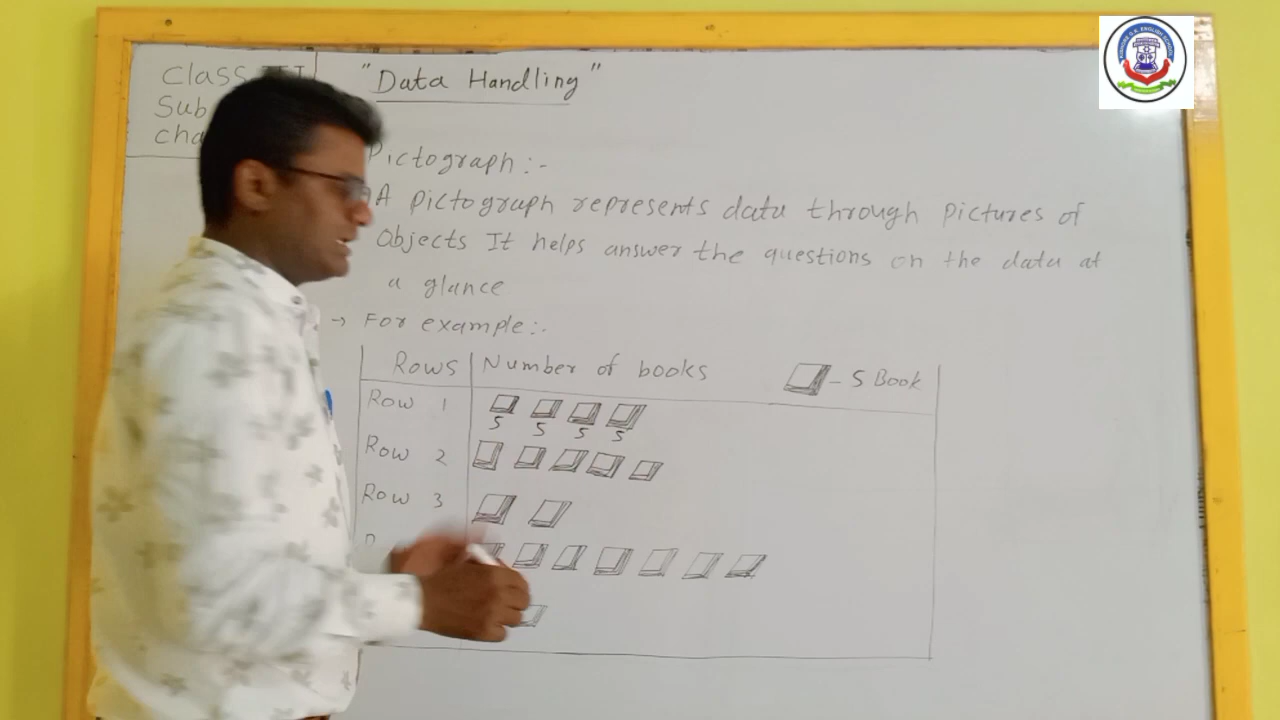 Class III
"Data Handling"
Sub
Cha
Pictograph :-
A pictograph represents data through pictures of
Objects It helps answer the questions on the data at
a glance
→ For example:-
Rows Number of books - 5 Book
Row 1
5 5 5 5
Row 2
Row 3